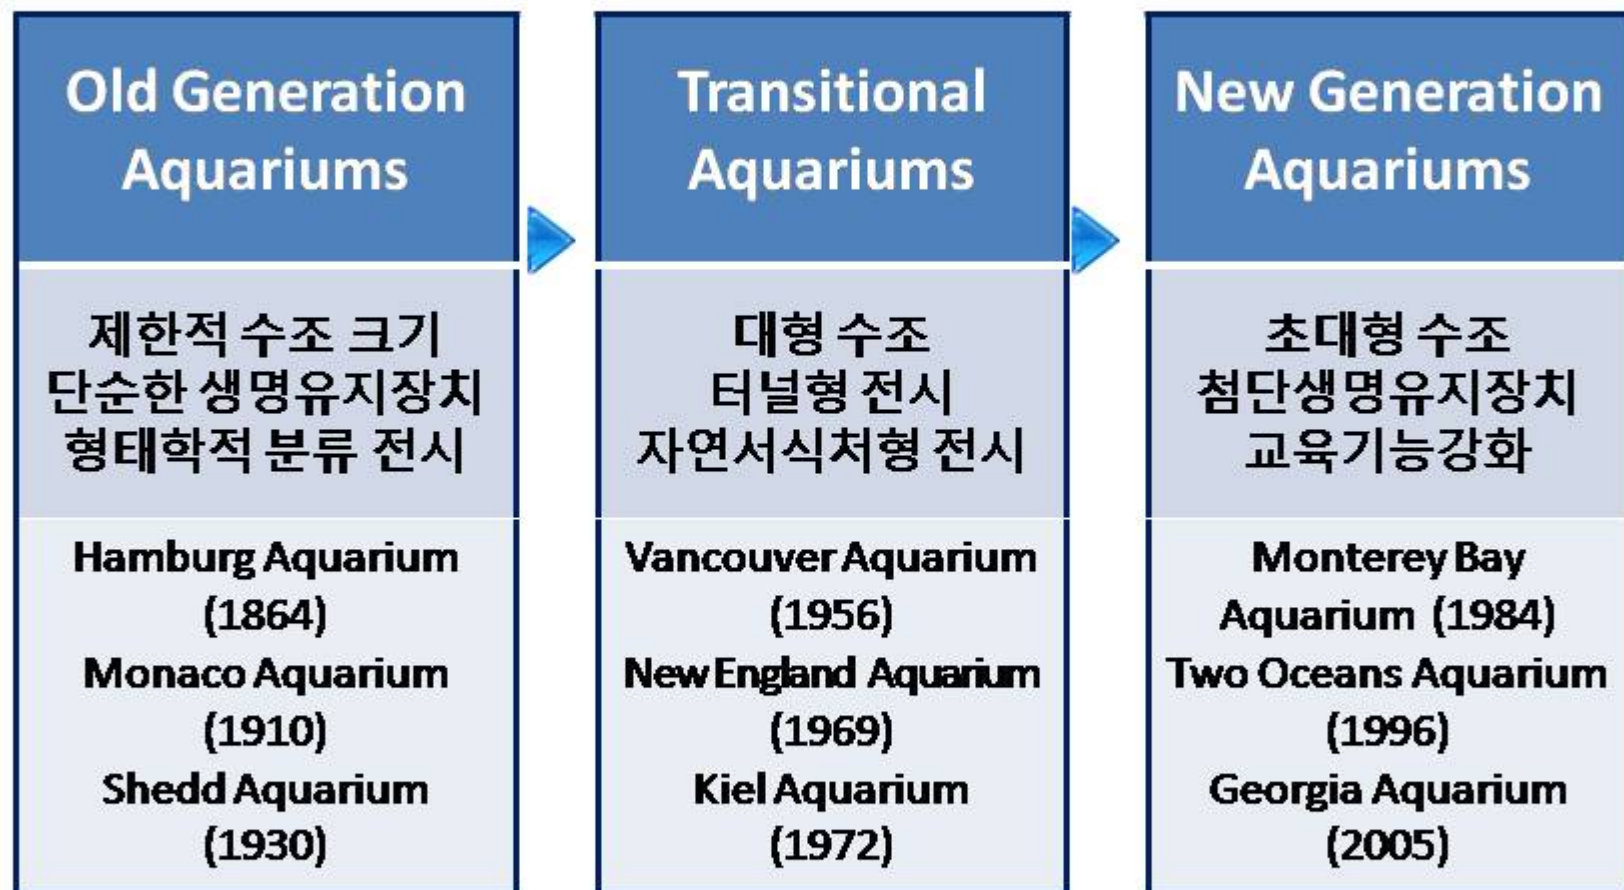 Old Generation
Aquariums
제한적 수조 크기
단순한 생명유지장치
형태학적 분류 전시
Hamburg Aquarium
(1864)
Monaco Aquarium
(1910)
Shedd Aquarium
(1930)
Transitional
Aquariums
대형 수조
터널형 전시
자연서식처형 전시
Vancouver Aquarium
(1956)
New England Aquarium
(1969)
Kiel Aquarium
(1972)
New Generation
Aquariums
초대형 수조
첨단생명유지장치
교육기능강화
Monterey Bay
Aquarium (1984)
Two Oceans Aquarium
(1996)
Georgia Aquarium
(2005)